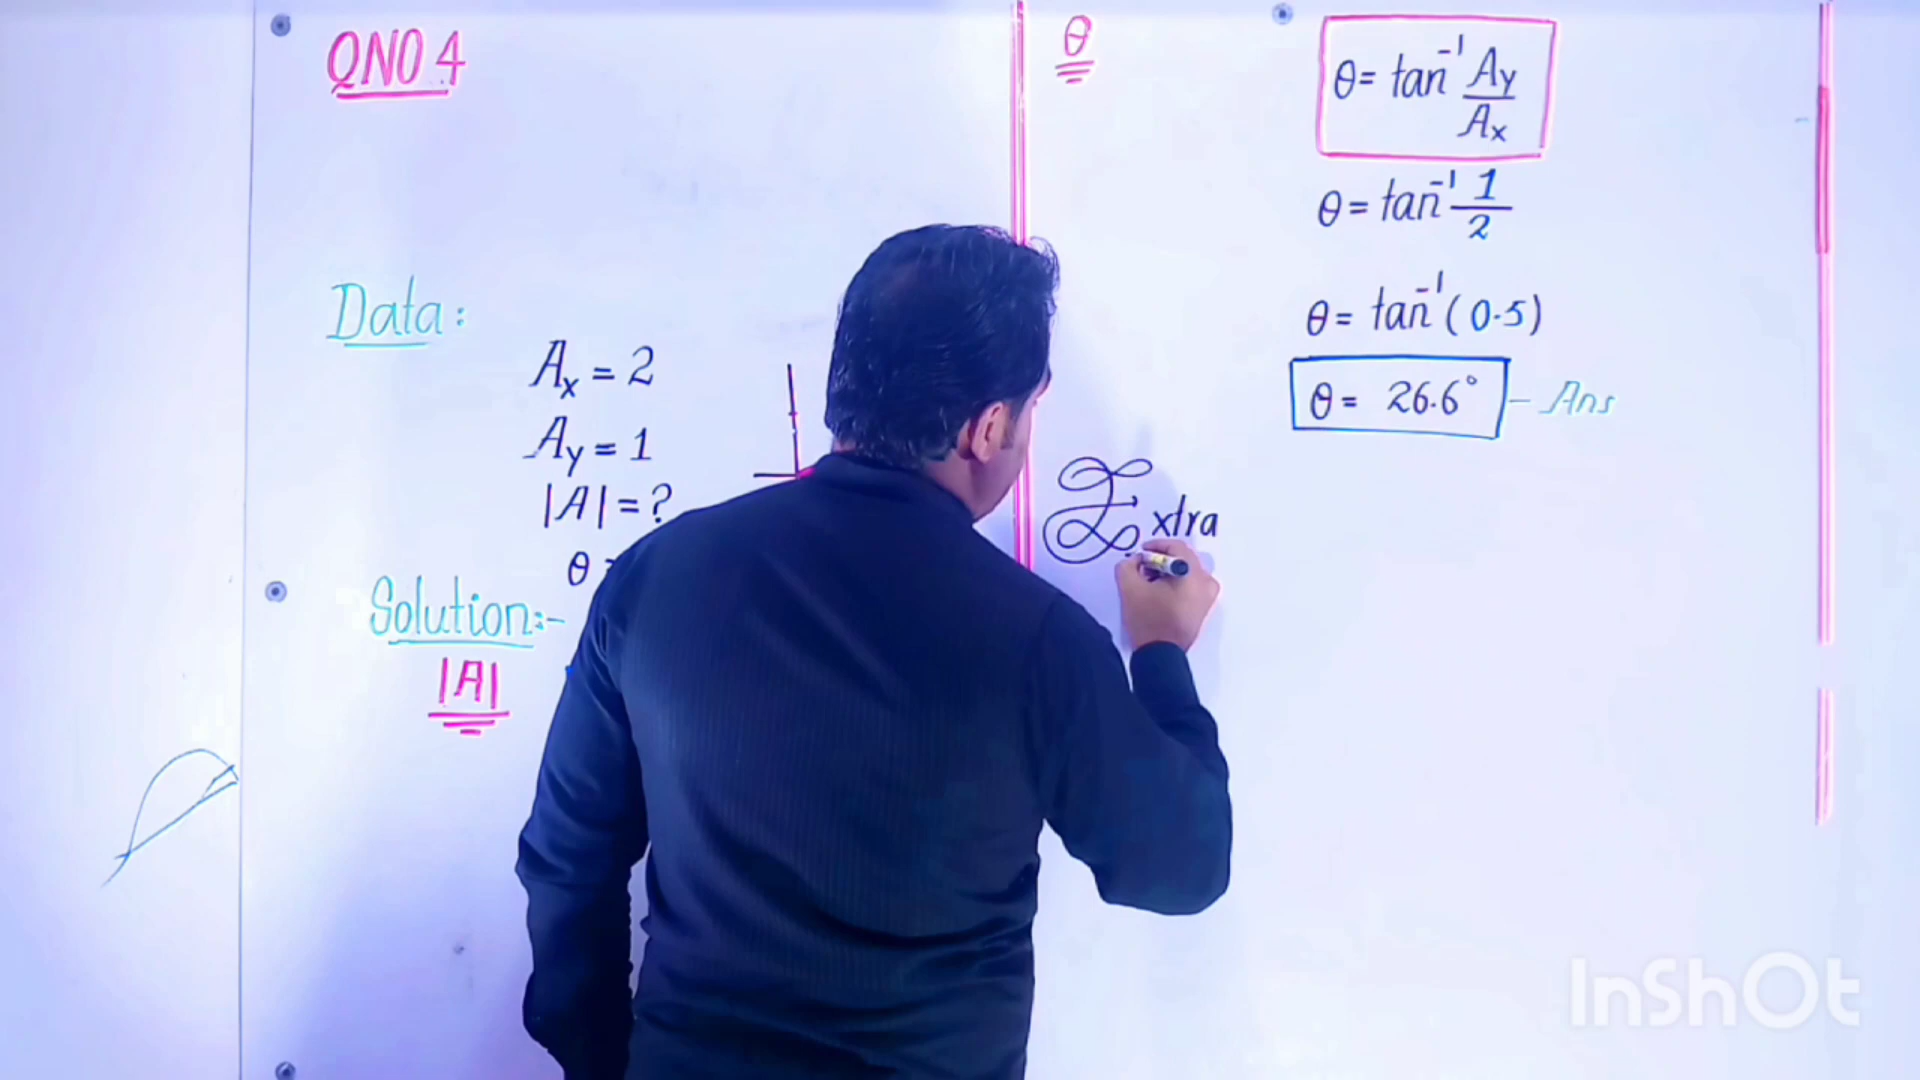 QNO 4
Data:
Ax = 2
Ay = 1
|A| = ?
θ
Solution:-
|A|
θ
θ = tan⁻¹ Ay/Ax
θ = tan⁻¹ 1/2
θ = tan⁻¹ (0.5)
θ = 26.6° - Ans
Extra
InShOt